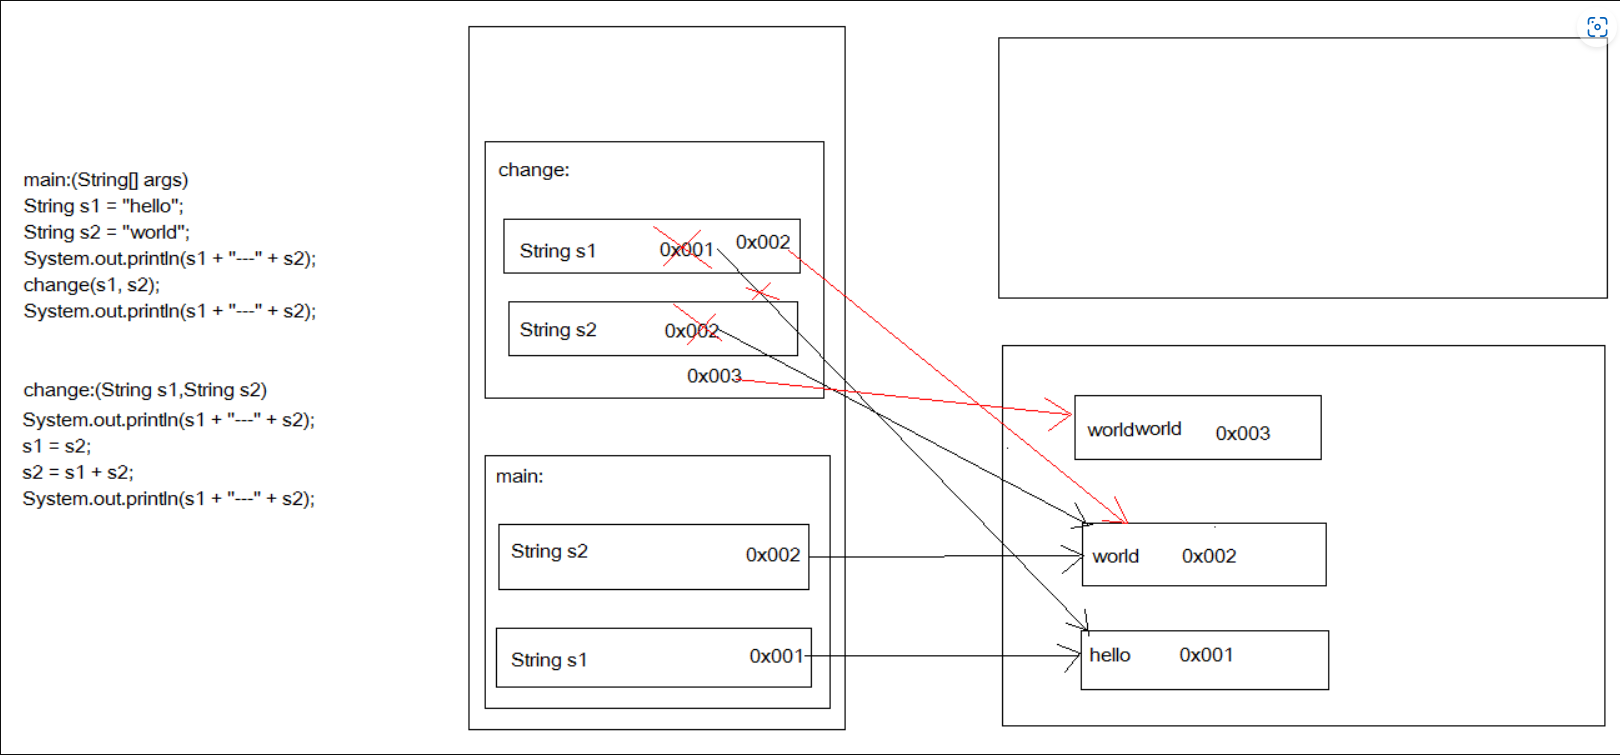 main:(String[] args)
String s1 = "hello";
String s2 = "world";
System.out.println(s1 + "---" + s2);
change(s1, s2);
System.out.println(s1 + "---" + s2);
change:(String s1,String s2)
System.out.println(s1 + "---" + s2);
s1 = s2;
s2 = s1 + s2;
System.out.println(s1 + "---" + s2);
change:
String s1 0x001 0x002
String s2 0x002
0x003
main:
String s2 0x002
String s1 0x001
worldworld 0x003
world 0x002
hello 0x001